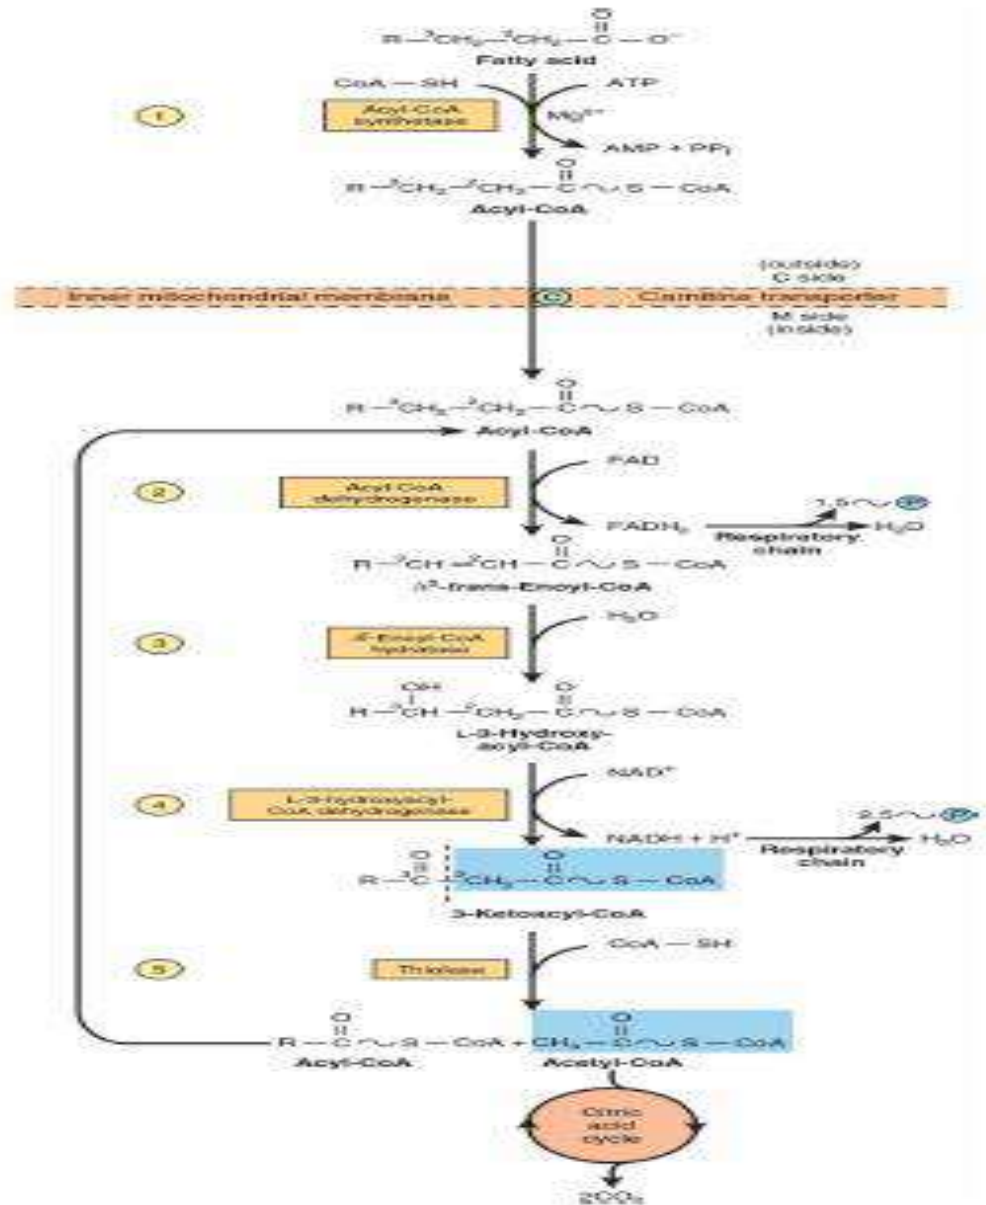 O
R—³CH₂—²CH₂—C—O⁻
Fatty acid
CoA—SH
ATP
1
Acyl-CoA
synthetase
Mg²⁺
AMP + PPᵢ
O
R—³CH₂—²CH₂—C～S—CoA
Acyl-CoA
(outside)
C side
Inner mitochondrial membrane
C
Carnitine transporter
M side
(inside)
O
R—³CH₂—²CH₂—C～S—CoA
Acyl-CoA
FAD
2
Acyl-CoA
dehydrogenase
1.5～P
FADH₂
H₂O
Respiratory
chain
O
R—³CH=²CH—C～S—CoA
Δ²-trans-Enoyl-CoA
H₂O
3
Δ²-Enoyl-CoA
hydratase
OH
O
R—³CH—²CH₂—C～S—CoA
L-3-Hydroxy-
acyl-CoA
NAD⁺
4
L-3-hydroxyacyl-
CoA dehydrogenase
2.5～P
NADH + H⁺
H₂O
Respiratory
chain
O
O
R—³C—²CH₂—C～S—CoA
3-Ketoacyl-CoA
CoA—SH
5
Thiolase
O
O
R—C～S—CoA + CH₃—C～S—CoA
Acyl-CoA
Acetyl-CoA
Citric
acid
cycle
2CO₂